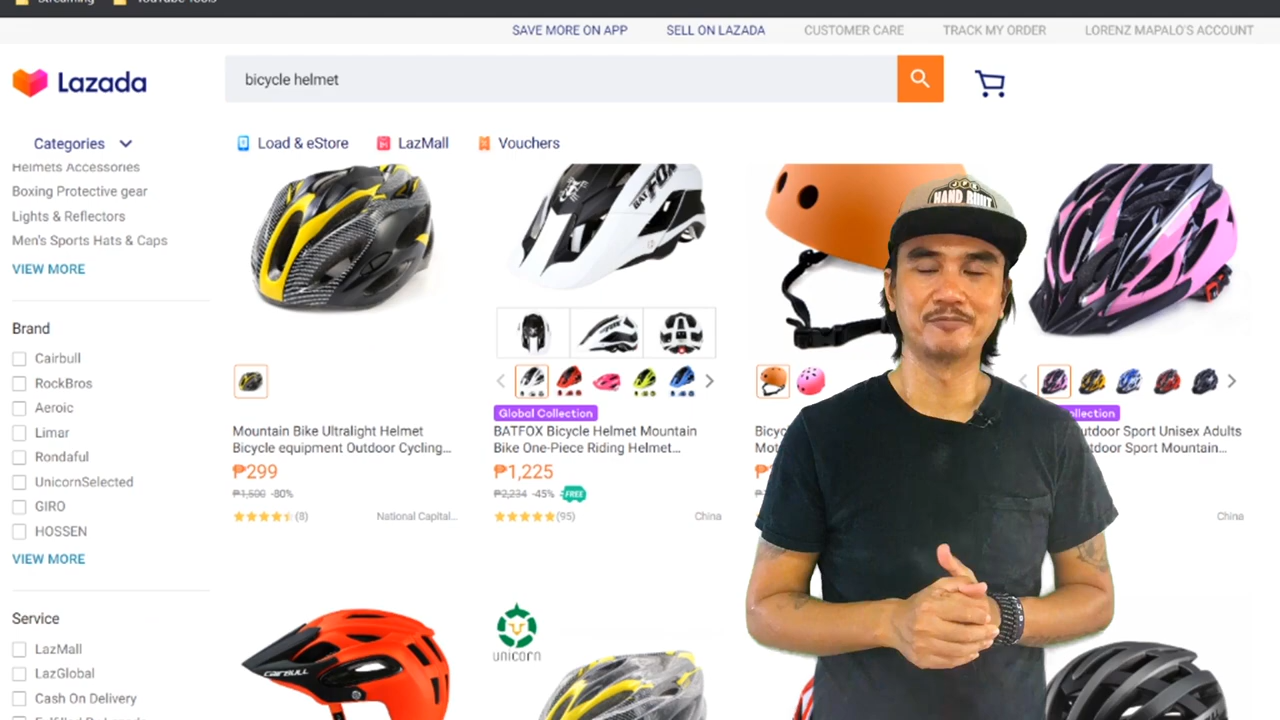 Streaming
YouTube Tools
SAVE MORE ON APP
SELL ON LAZADA
CUSTOMER CARE
TRACK MY ORDER
LORENZ MAPALO'S ACCOUNT
Lazada
bicycle helmet
Categories
Load & eStore
LazMall
Vouchers
Helmets Accessories
Boxing Protective gear
Lights & Reflectors
Men's Sports Hats & Caps
VIEW MORE
Brand
Cairbull
RockBros
Aeroic
Limar
Rondaful
UnicornSelected
GIRO
HOSSEN
VIEW MORE
Service
LazMall
LazGlobal
Cash On Delivery
BATFOX
HAND BUILT
Mountain Bike Ultralight Helmet
Bicycle equipment Outdoor Cycling...
₱299
₱1,500 -80%
(8)
National Capital...
Global Collection
BATFOX Bicycle Helmet Mountain
Bike One-Piece Riding Helmet...
₱1,225
₱2,234 -45% FREE
(95)
China
Outdoor Sport Unisex Adults
Outdoor Sport Mountain...
China
CAIRBULL
unicorn